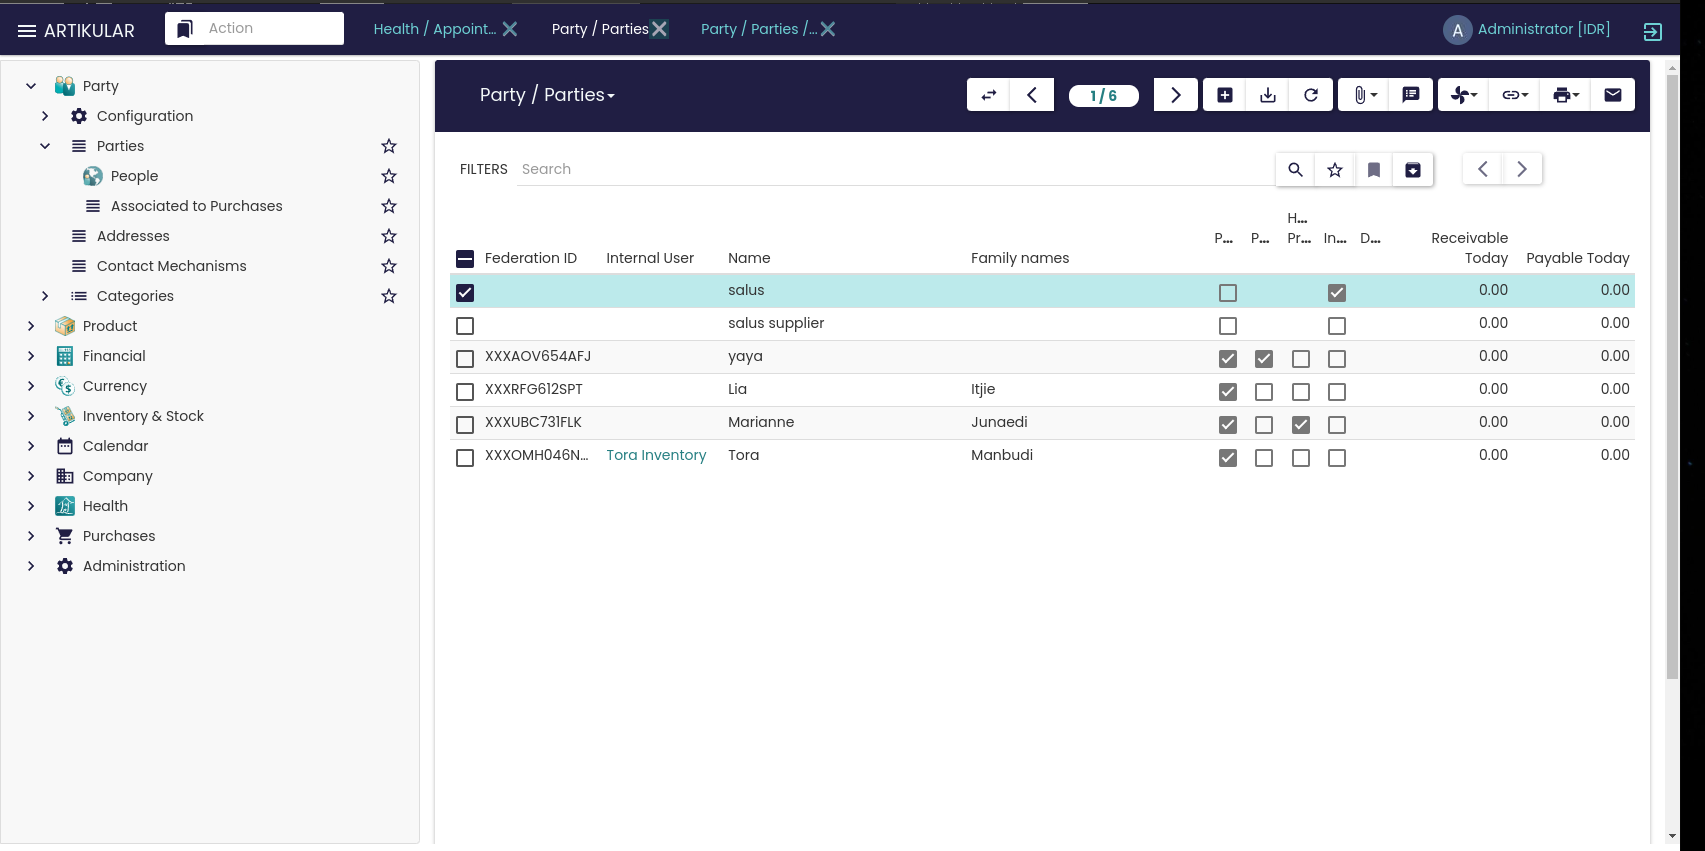 ARTIKULAR
Action
Health / Appoint...
Party / Parties
Party / Parties /...
A
Administrator [IDR]
Party
Configuration
Parties
People
Associated to Purchases
Addresses
Contact Mechanisms
Categories
Product
Financial
Currency
Inventory & Stock
Calendar
Company
Health
Purchases
Administration
Party / Parties
1 / 6
FILTERS
Search
Federation ID
Internal User
Name
Family names
P...
P...
H...
Pr...
In...
D...
Receivable
Today
Payable Today
salus 0.00 0.00
salus supplier 0.00 0.00
XXXAOV654AFJ yaya 0.00 0.00
XXXRFG612SPT Lia Itjie 0.00 0.00
XXXUBC731FLK Marianne Junaedi 0.00 0.00
XXXOMH046N... Tora Inventory Tora Manbudi 0.00 0.00